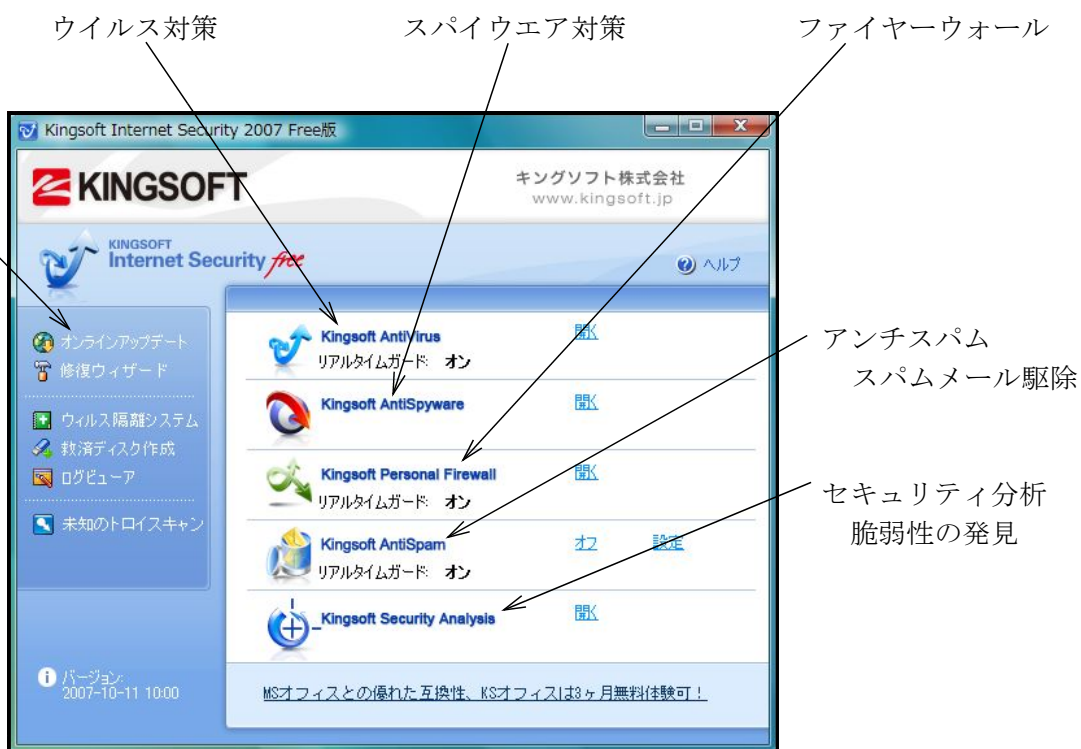 ウイルス対策
スパイウエア対策
ファイヤーウォール
Kingsoft Internet Security 2007 Free版
KINGSOFT
キングソフト株式会社
www.kingsoft.jp
KINGSOFT
Internet Security free
ヘルプ
オンラインアップデート
修復ウィザード
ウィルス隔離システム
救済ディスク作成
ログビューア
未知のトロイスキャン
バージョン:
2007-10-11 10:00
Kingsoft AntiVirus 開く
リアルタイムガード: オン
Kingsoft AntiSpyware 開く
Kingsoft Personal Firewall 開く
リアルタイムガード: オン
Kingsoft AntiSpam オフ 設定
リアルタイムガード: オン
Kingsoft Security Analysis 開く
MSオフィスとの優れた互換性、KSオフィスは3ヶ月無料体験可！
アンチスパム
スパムメール駆除
セキュリティ分析
脆弱性の発見